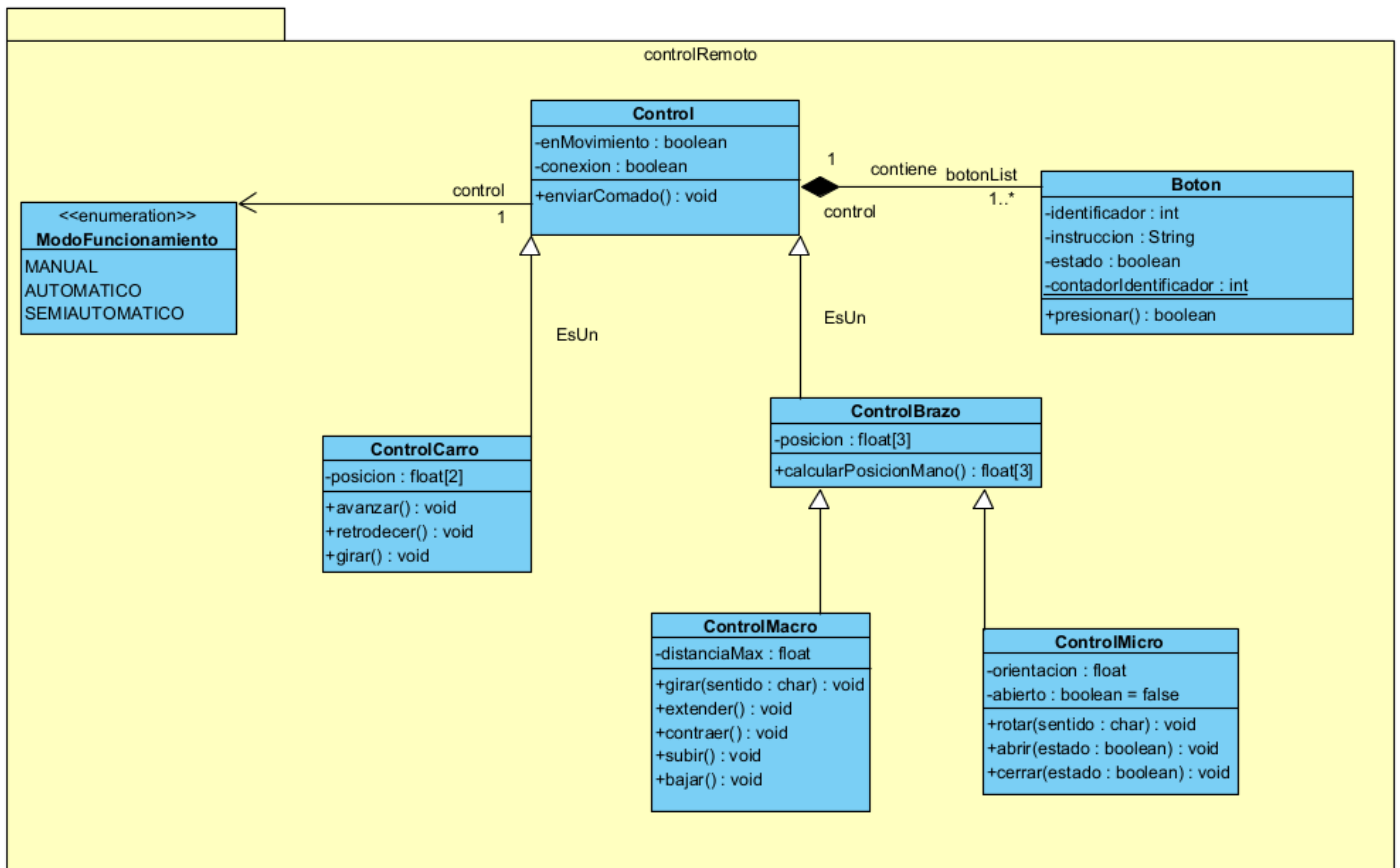 controlRemoto
Control
-enMovimiento : boolean
-conexion : boolean
+enviarComado() : void
control
1
1
contiene
botonList
1..*
control
<<enumeration>>
ModoFuncionamiento
MANUAL
AUTOMATICO
SEMIAUTOMATICO
Boton
-identificador : int
-instruccion : String
-estado : boolean
-contadorIdentificador : int
+presionar() : boolean
EsUn
EsUn
ControlCarro
-posicion : float[2]
+avanzar() : void
+retrodecer() : void
+girar() : void
ControlBrazo
-posicion : float[3]
+calcularPosicionMano() : float[3]
ControlMacro
-distanciaMax : float
+girar(sentido : char) : void
+extender() : void
+contraer() : void
+subir() : void
+bajar() : void
ControlMicro
-orientacion : float
-abierto : boolean = false
+rotar(sentido : char) : void
+abrir(estado : boolean) : void
+cerrar(estado : boolean) : void